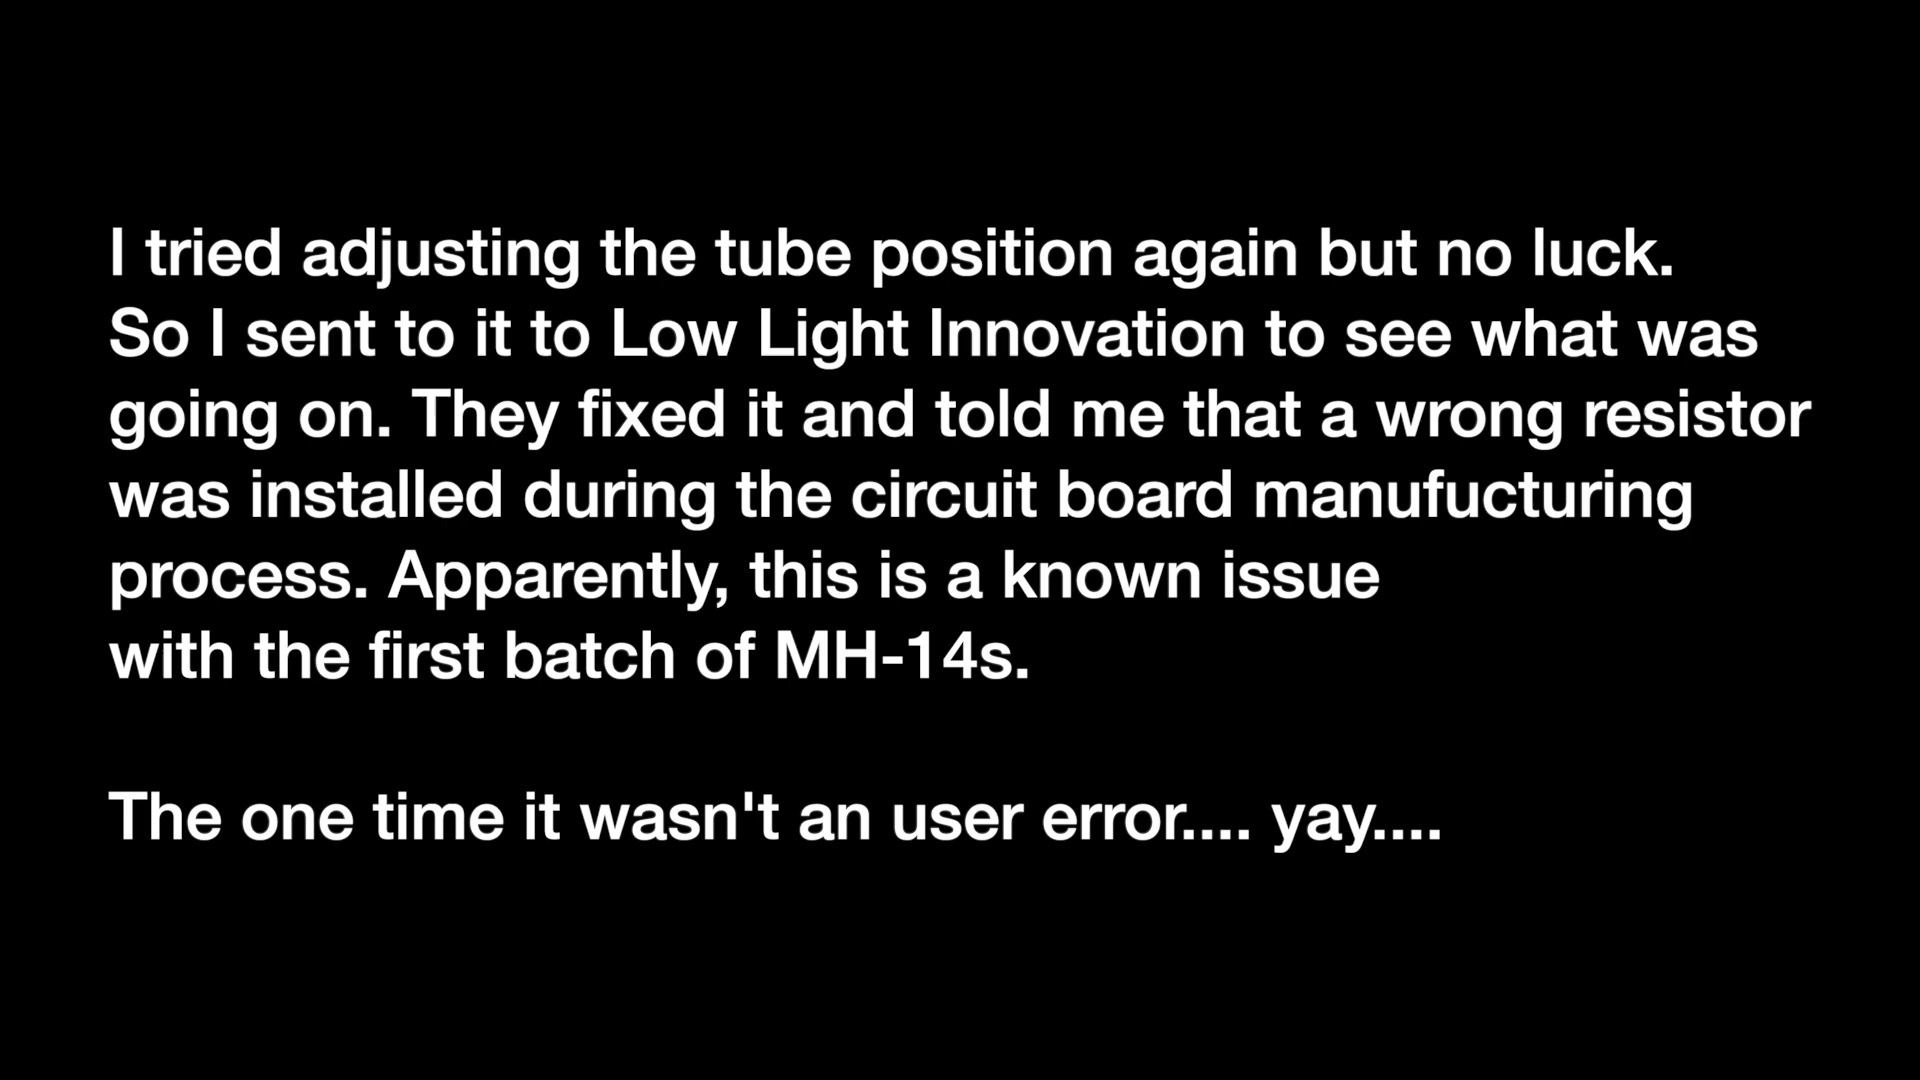 I tried adjusting the tube position again but no luck.
So I sent to it to Low Light Innovation to see what was
going on. They fixed it and told me that a wrong resistor
was installed during the circuit board manufucturing
process. Apparently, this is a known issue
with the first batch of MH-14s.
The one time it wasn't an user error.... yay....